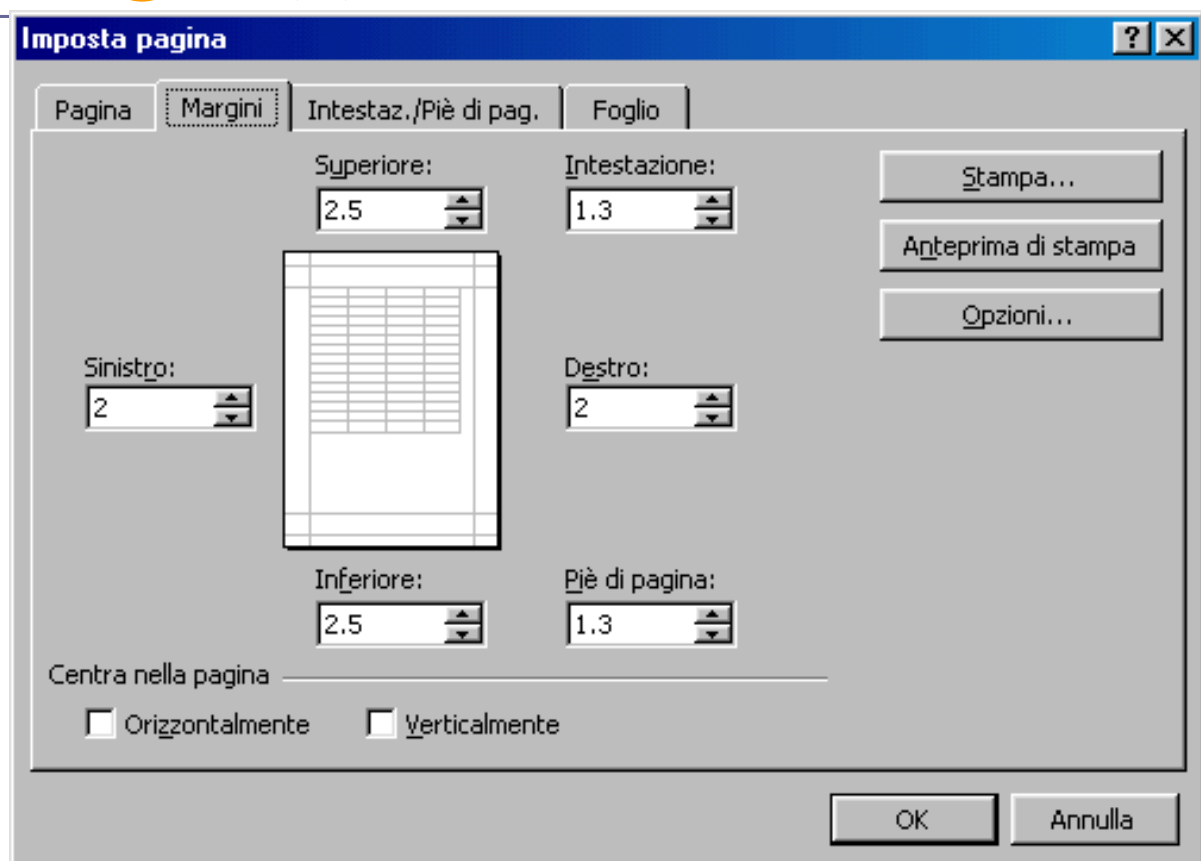 Imposta pagina
Pagina Margini Intestaz./Piè di pag. Foglio
Superiore: Intestazione:
2.5 1.3
Stampa...
Anteprima di stampa
Opzioni...
Sinistro: Destro:
2 2
Inferiore: Piè di pagina:
2.5 1.3
Centra nella pagina
Orizzontalmente Verticalmente
OK Annulla